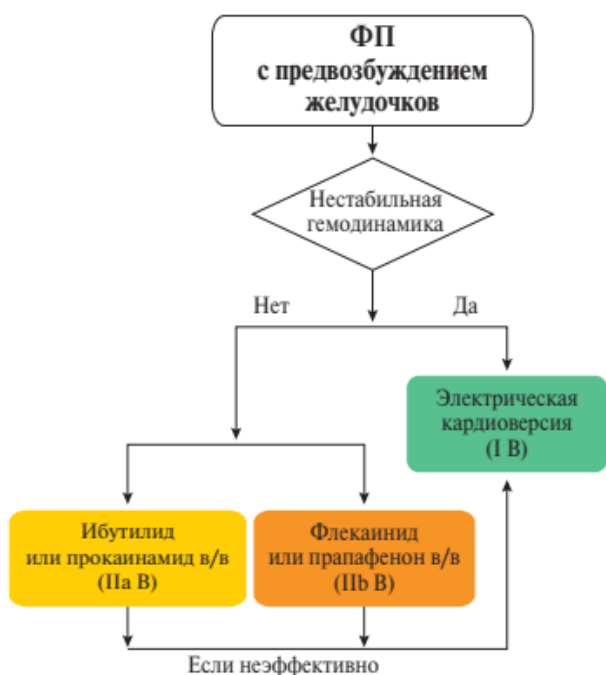 ФП
с предвозбуждением
желудочков
Нестабильная
гемодинамика
Нет
Да
Электрическая
кардиоверсия
(I B)
Ибутилид
или прокаинамид в/в
(IIa B)
Флекаинид
или прапафенон в/в
(IIb B)
Если неэффективно